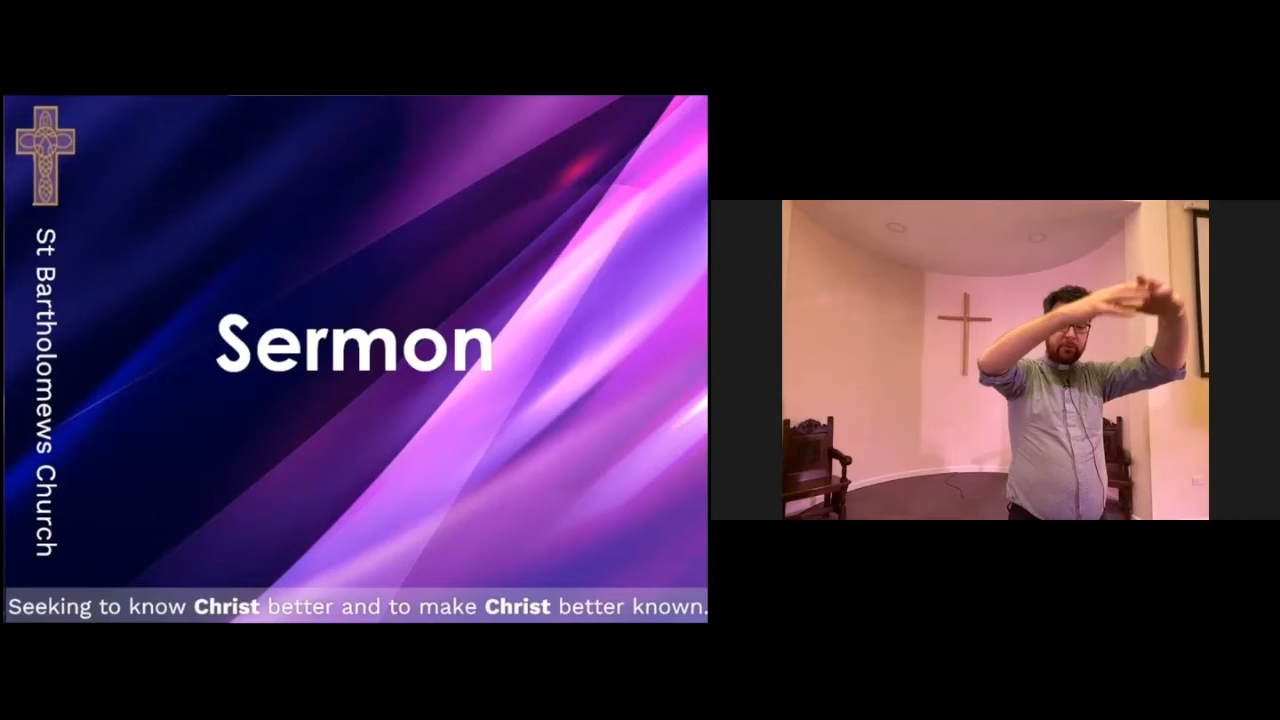 St Bartholomews Church
Sermon
Seeking to know Christ better and to make Christ better known.